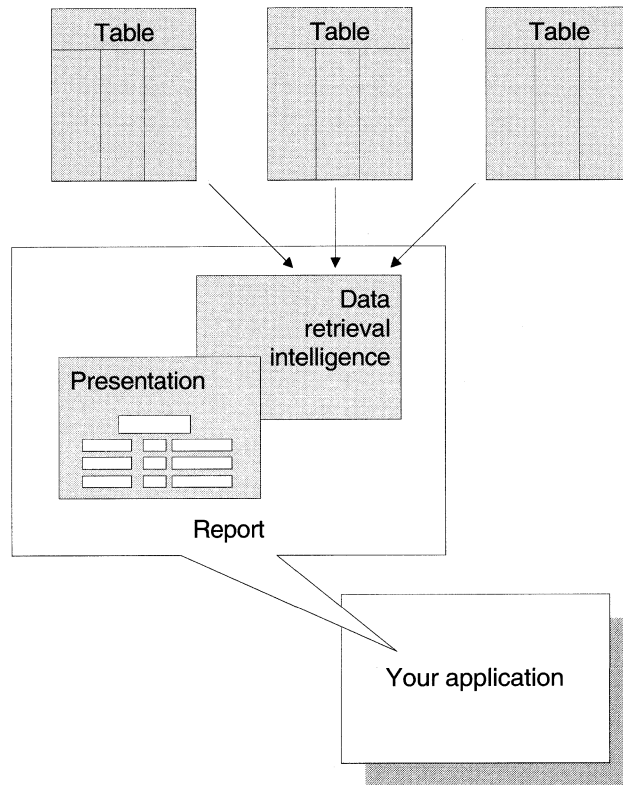 Table
Table
Table
Data
retrieval
intelligence
Presentation
Report
Your application